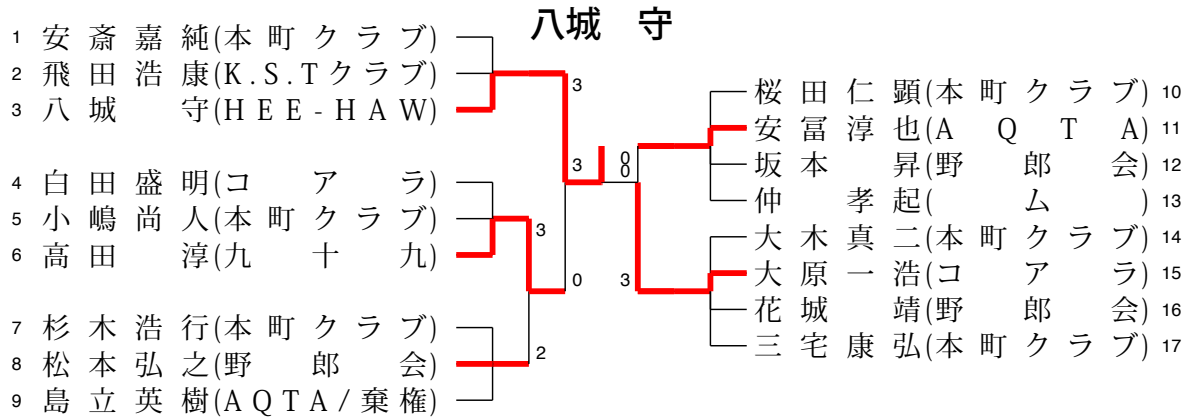 八城　守
1 安斎嘉純(本町クラブ)
2 飛田浩康(K.S.Tクラブ)
3 八城　守(HEE-HAW)
4 白田盛明(コアラ)
5 小嶋尚人(本町クラブ)
6 高田　淳(九十九)
7 杉木浩行(本町クラブ)
8 松本弘之(野郎会)
9 島立英樹(AQTA/棄権)
3
3
3
0
2
0
0
3
桜田仁顕(本町クラブ) 10
安冨淳也(AQTA) 11
坂本　昇(野郎会) 12
仲　孝起(ム) 13
大木真二(本町クラブ) 14
大原一浩(コアラ) 15
花城　靖(野郎会) 16
三宅康弘(本町クラブ) 17